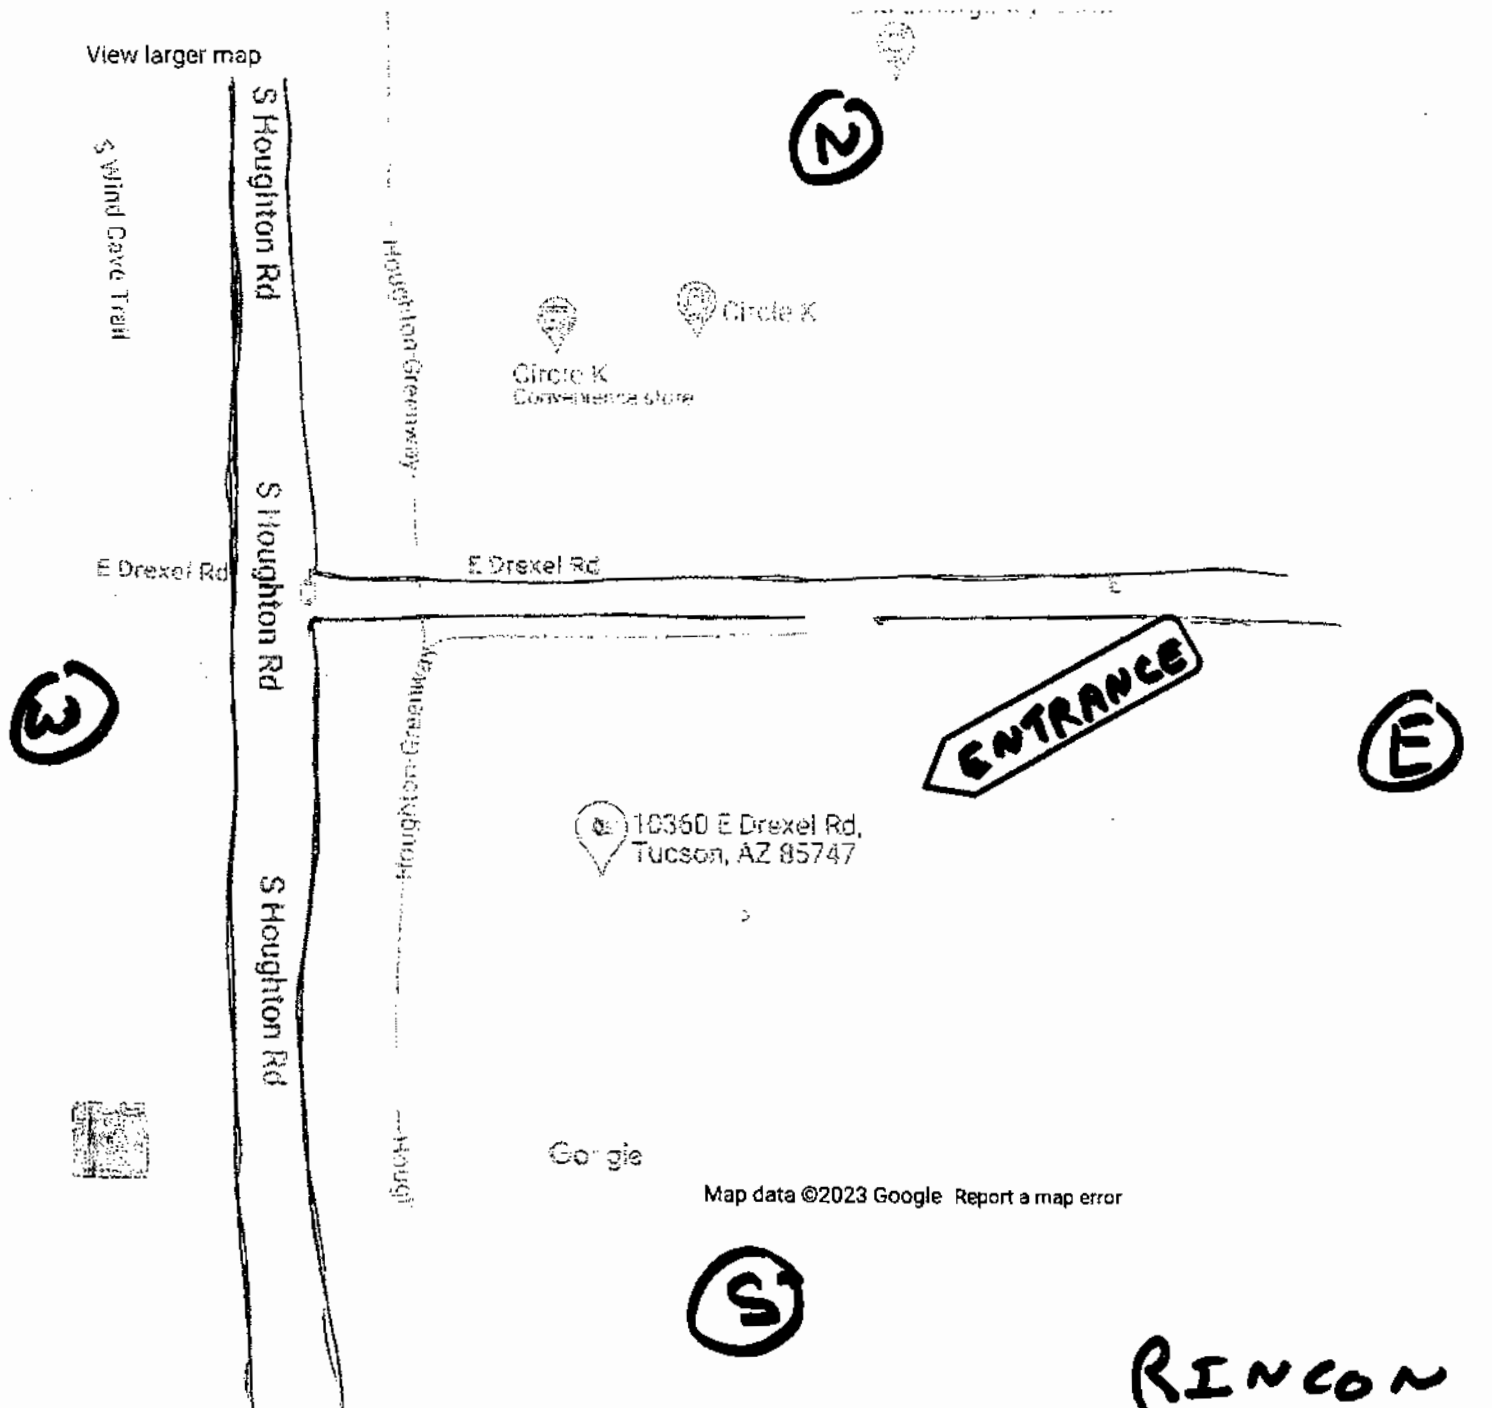 View larger map
N
S Houghton Rd
S Wind Cave Trail
Houghton Greenway
Circle K
Circle K
Convenience store
S Houghton Rd
E Drexel Rd
E Drexel Rd
ENTRANCE
W
E
Houghton Greenway
10360 E Drexel Rd,
Tucson, AZ 85747
S Houghton Rd
Google
Map data ©2023 Google Report a map error
S
RINCON